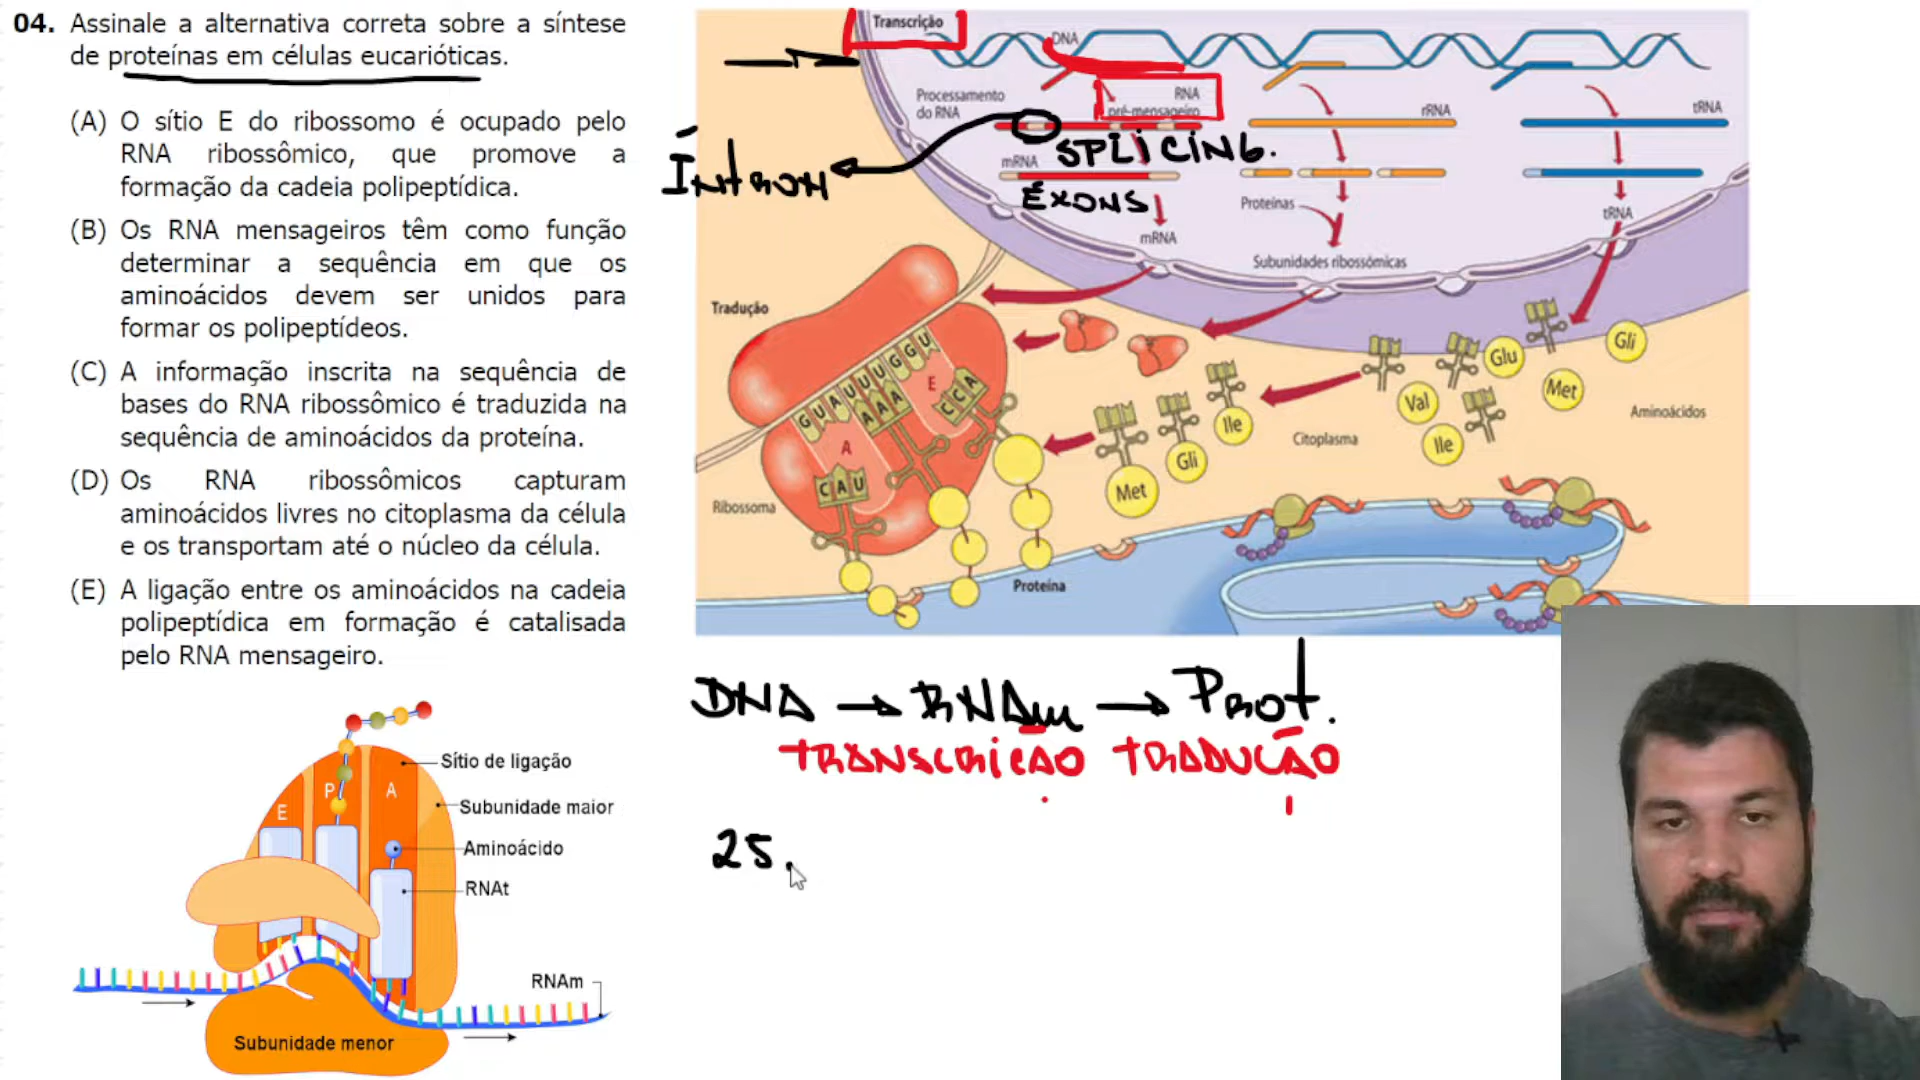 04. Assinale a alternativa correta sobre a síntese
de proteínas em células eucarióticas.
(A) O sítio E do ribossomo é ocupado pelo
RNA ribossômico, que promove a
formação da cadeia polipeptídica.
(B) Os RNA mensageiros têm como função
determinar a sequência em que os
aminoácidos devem ser unidos para
formar os polipeptídeos.
(C) A informação inscrita na sequência de
bases do RNA ribossômico é traduzida na
sequência de aminoácidos da proteína.
(D) Os RNA ribossômicos capturam
aminoácidos livres no citoplasma da célula
e os transportam até o núcleo da célula.
(E) A ligação entre os aminoácidos na cadeia
polipeptídica em formação é catalisada
pelo RNA mensageiro.
Sítio de ligação
E P A
Subunidade maior
Aminoácido
RNAt
RNAm
Subunidade menor
Transcrição
DNA
Processamento
do RNA
RNA
pré-mensageiro
rRNA
tRNA
SPLICING.
ÍNTRON
mRNA
ÉXONS
mRNA
Proteínas
Subunidades ribossômicas
tRNA
Tradução
GUAUUUGGU
AAA
E
CCA
A
CAU
Ribossoma
Proteína
Met
Gli
Ile
Citoplasma
Val
Ile
Glu
Met
Gli
Aminoácidos
DNA → RNAm → Prot.
TRANSCRIÇÃO TRADUÇÃO
25.